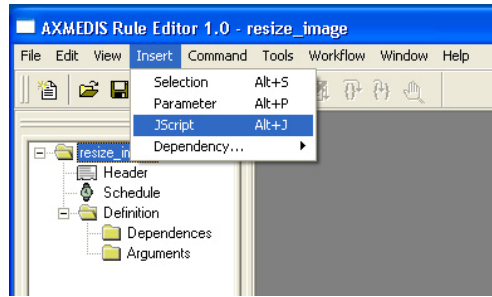 AXMEDIS Rule Editor 1.0 - resize_image
File Edit View Insert Command Tools Workflow Window Help
Selection Alt+S
Parameter Alt+P
JScript Alt+J
Dependency...
resize_in
Header
Schedule
Definition
Dependences
Arguments